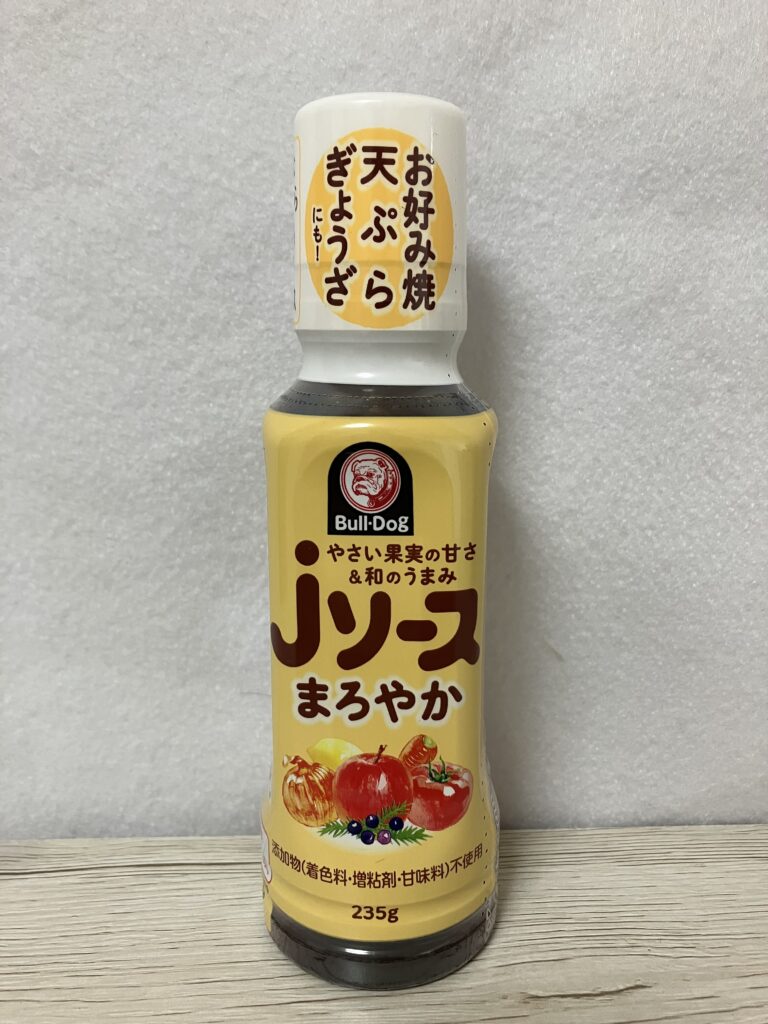 お好み焼
天ぷら
ぎょうざ
にも!
Bull-Dog
やさい果実の甘さ
&和のうまみ
jソース
まろやか
添加物(着色料・増粘剤・甘味料)不使用
235g